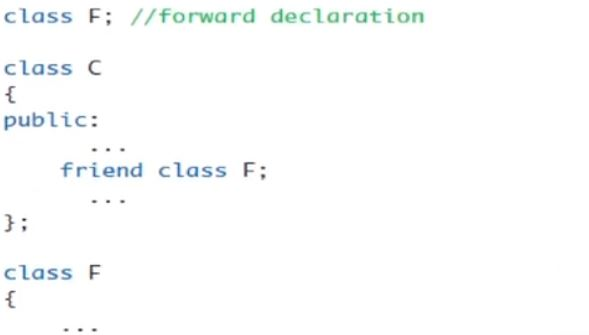 class F; //forward declaration
class C
{
public:
...
friend class F;
...
};
class F
{
...